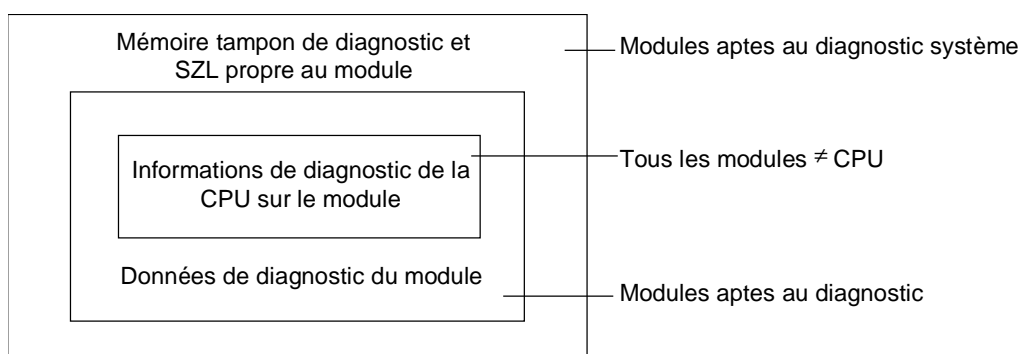 Mémoire tampon de diagnostic et
SZL propre au module
Modules aptes au diagnostic système
Informations de diagnostic de la
CPU sur le module
Tous les modules ≠ CPU
Données de diagnostic du module
Modules aptes au diagnostic